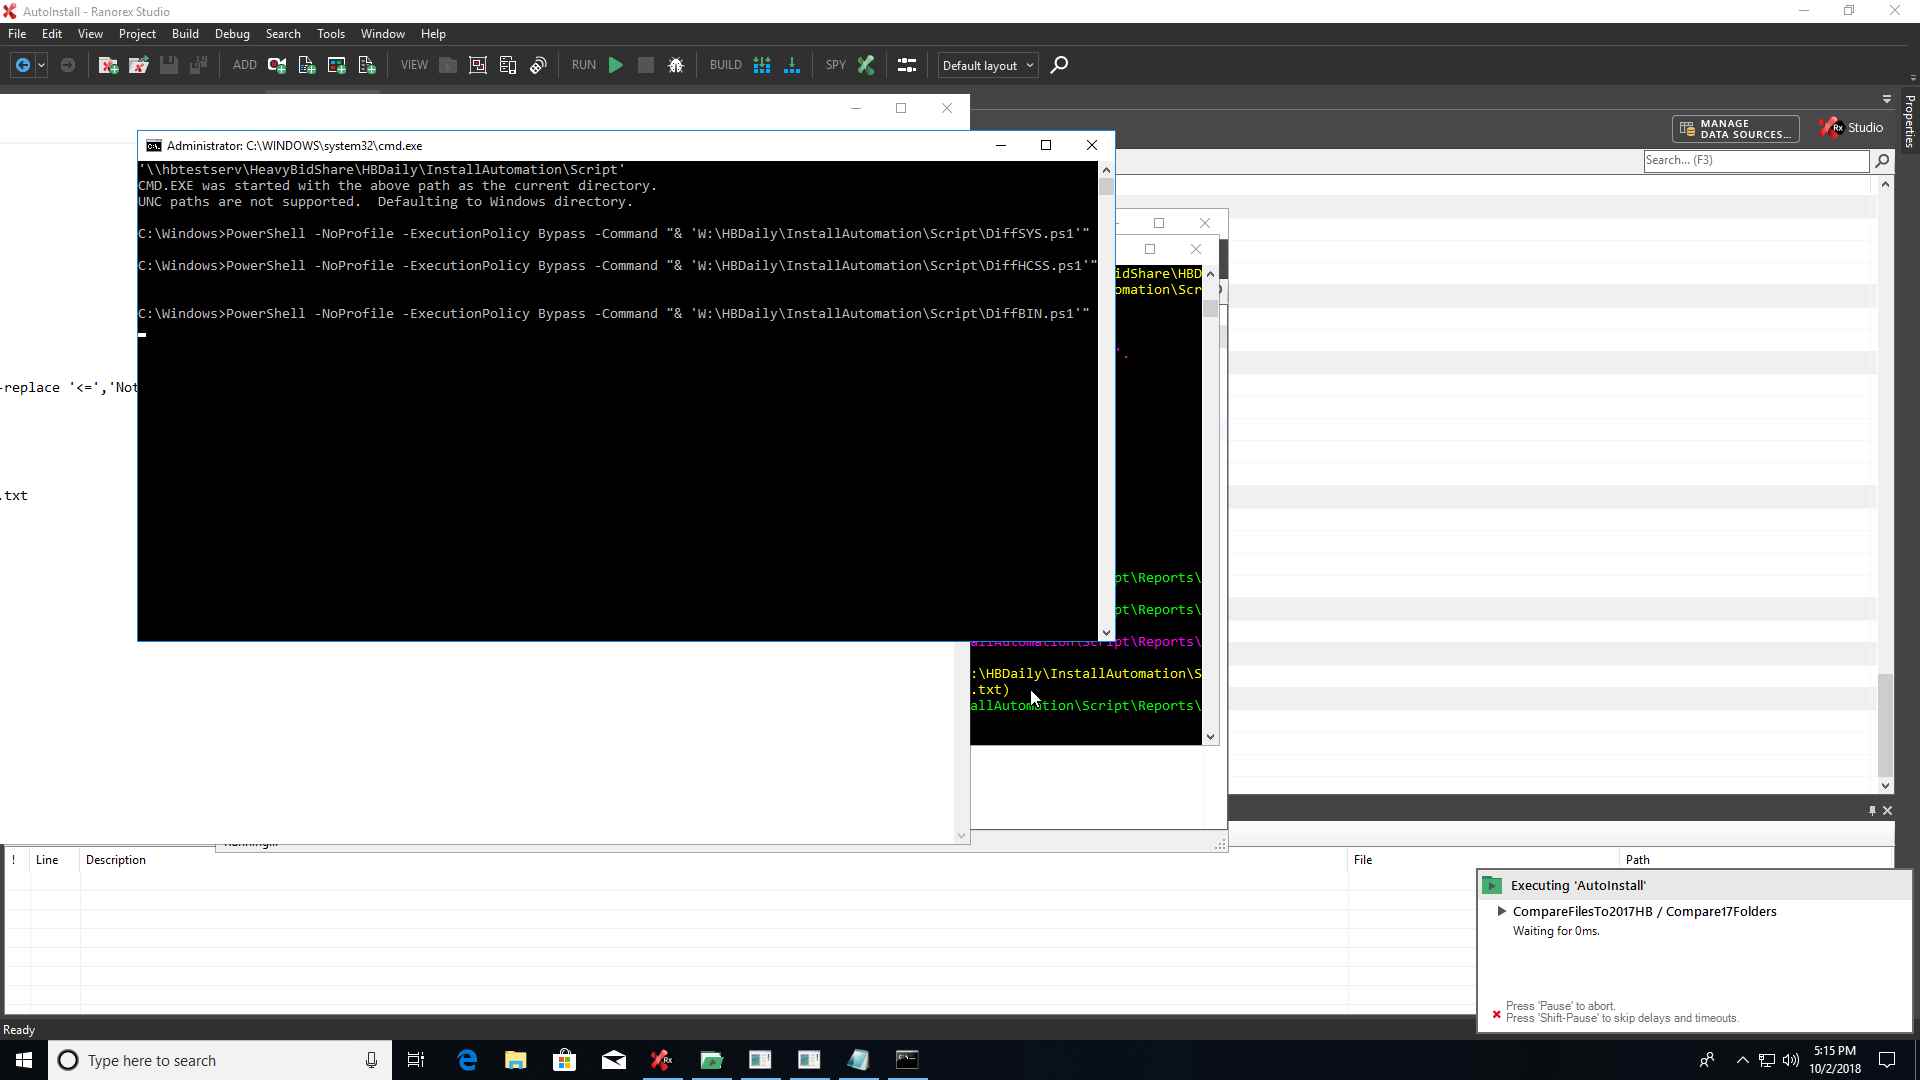 AutoInstall - Ranorex Studio
File Edit View Project Build Debug Search Tools Window Help
ADD VIEW RUN BUILD SPY Default layout
Properties
MANAGE
DATA SOURCES...
Rx Studio
Search... (F3)
Administrator: C:\WINDOWS\system32\cmd.exe
'\\hbtestserv\HeavyBidShare\HBDaily\InstallAutomation\Script'
CMD.EXE was started with the above path as the current directory.
UNC paths are not supported.  Defaulting to Windows directory.
C:\Windows>PowerShell -NoProfile -ExecutionPolicy Bypass -Command "& 'W:\HBDaily\InstallAutomation\Script\DiffSYS.ps1'"
C:\Windows>PowerShell -NoProfile -ExecutionPolicy Bypass -Command "& 'W:\HBDaily\InstallAutomation\Script\DiffHCSS.ps1'"
C:\Windows>PowerShell -NoProfile -ExecutionPolicy Bypass -Command "& 'W:\HBDaily\InstallAutomation\Script\DiffBIN.ps1'"
idShare\HBD
omation\Scr
'.
-replace '<=','Not
.txt
pt\Reports\
pt\Reports\
allAutomation\Script\Reports\
:\HBDaily\InstallAutomation\S
.txt)
allAutomation\Script\Reports\
Running...
! Line Description File Path
Executing 'AutoInstall'
CompareFilesTo2017HB / Compare17Folders
Waiting for 0ms.
Press 'Pause' to abort.
Press 'Shift-Pause' to skip delays and timeouts.
Ready
Type here to search
5:15 PM
10/2/2018